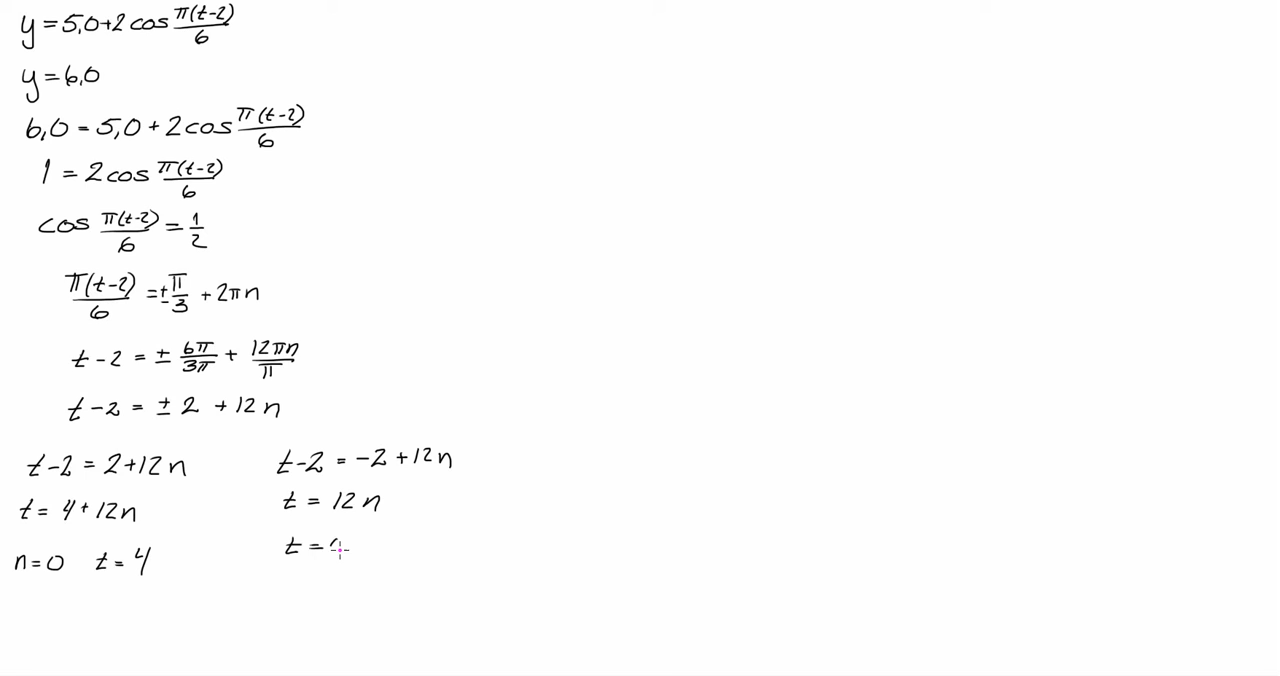 y = 5,0+2 cos π(t-2)/6
y = 6,0
6,0 = 5,0 + 2 cos π(t-2)/6
1 = 2 cos π(t-2)/6
cos π(t-2)/6 = 1/2
π(t-2)/6 = ± π/3 + 2πn
t-2 = ± 6π/3π + 12πn/π
t-2 = ± 2 + 12n
t-2 = 2+12n
t = 4+12n
n=0 t=4
t-2 = -2+12n
t = 12n
t =